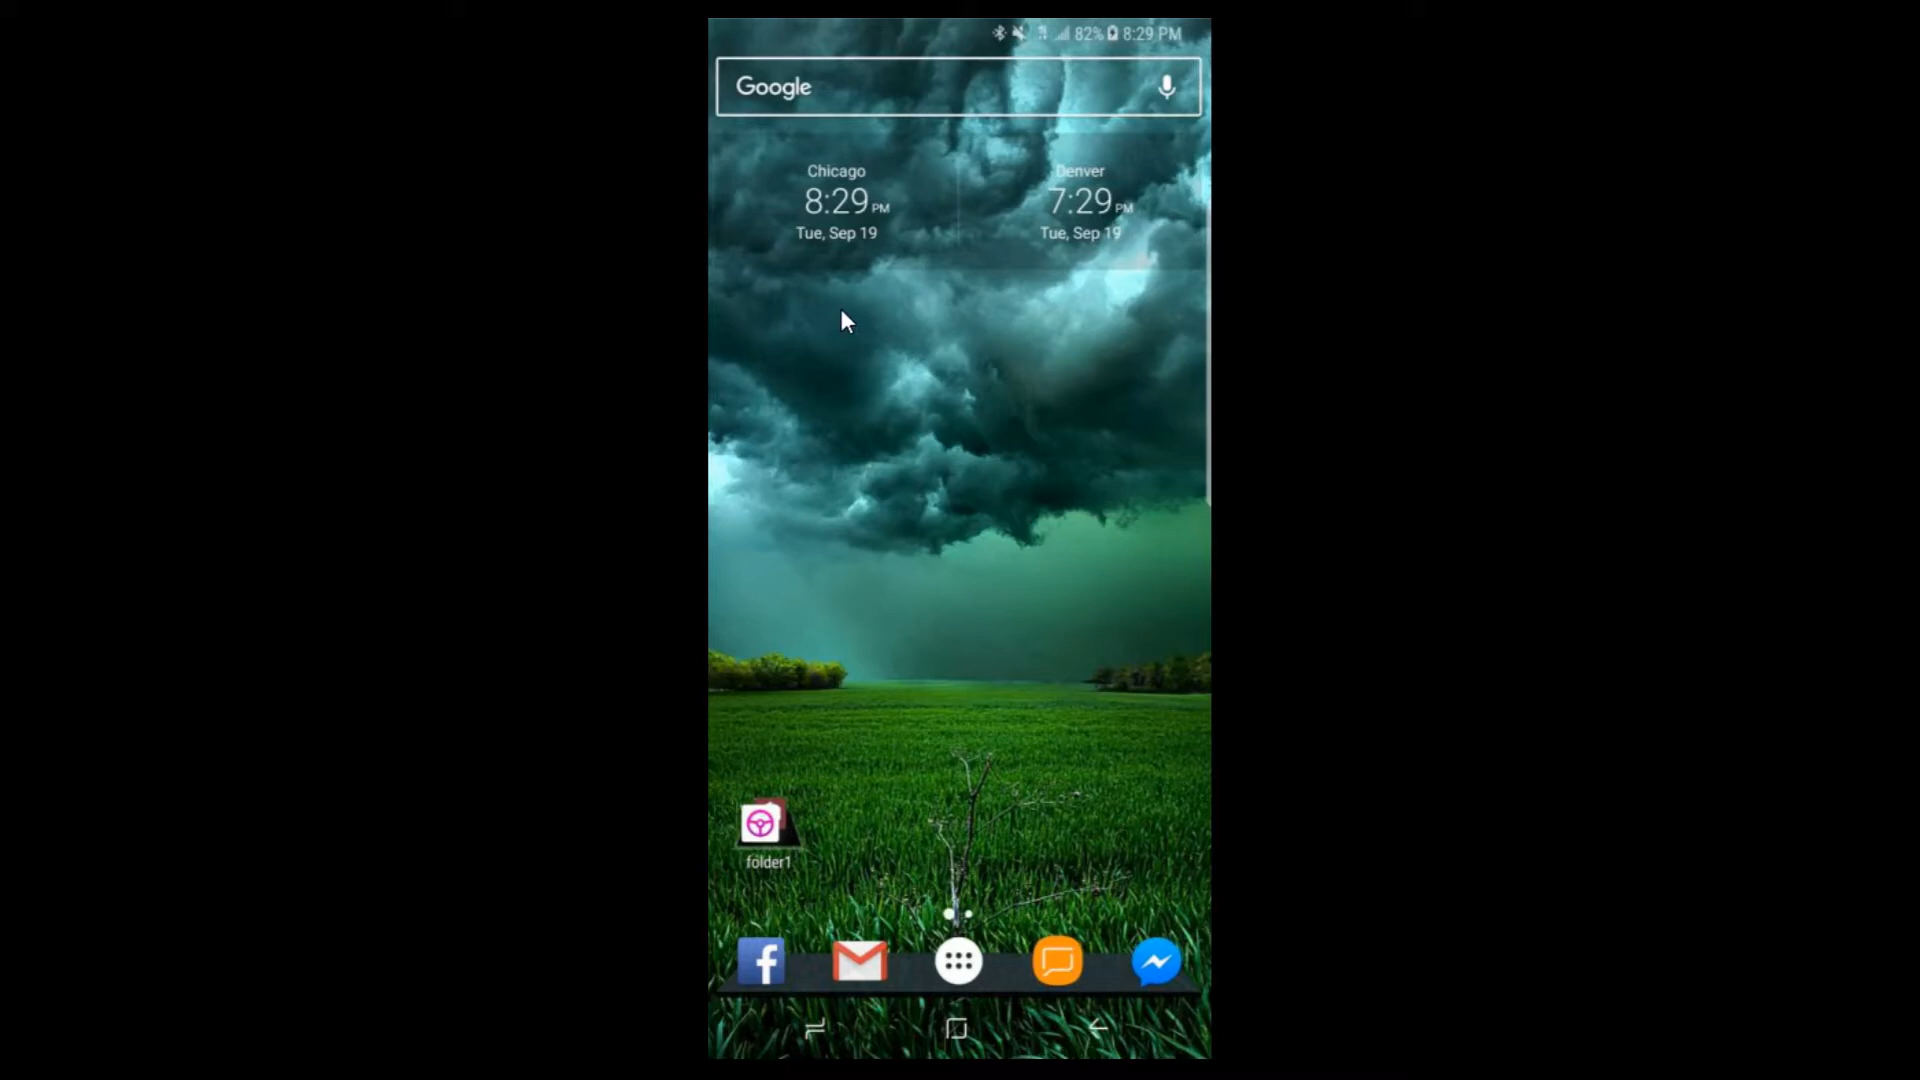 82% 8:29 PM
Google
Chicago
8:29 PM
Tue, Sep 19
Denver
7:29 PM
Tue, Sep 19
folder1